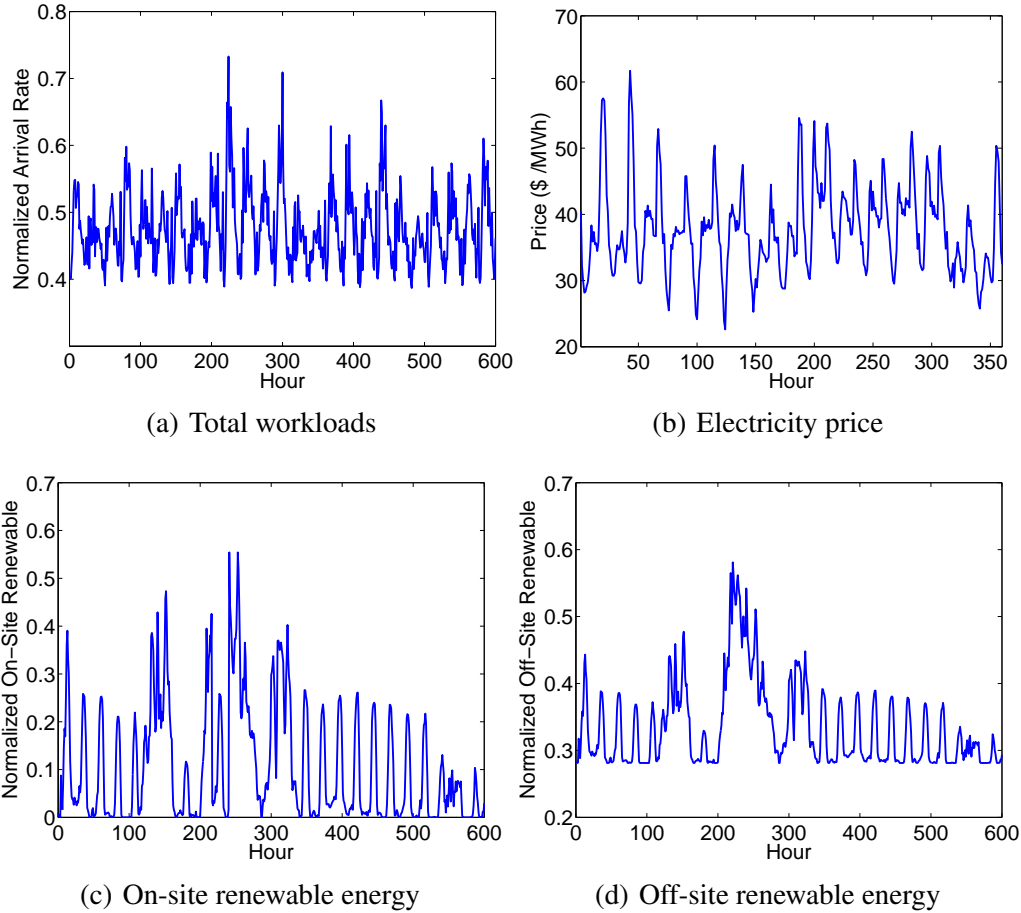 0.8
0.7
0.6
0.5
0.4
Normalized Arrival Rate
0 100 200 300 400 500 600
Hour
(a) Total workloads
70
60
50
40
30
20
Price ($ /MWh)
50 100 150 200 250 300 350
Hour
(b) Electricity price
0.7
0.6
0.5
0.4
0.3
0.2
0.1
0
Normalized On−Site Renewable
0 100 200 300 400 500 600
Hour
(c) On-site renewable energy
0.7
0.6
0.5
0.4
0.3
0.2
Normalized Off−Site Renewable
0 100 200 300 400 500 600
Hour
(d) Off-site renewable energy